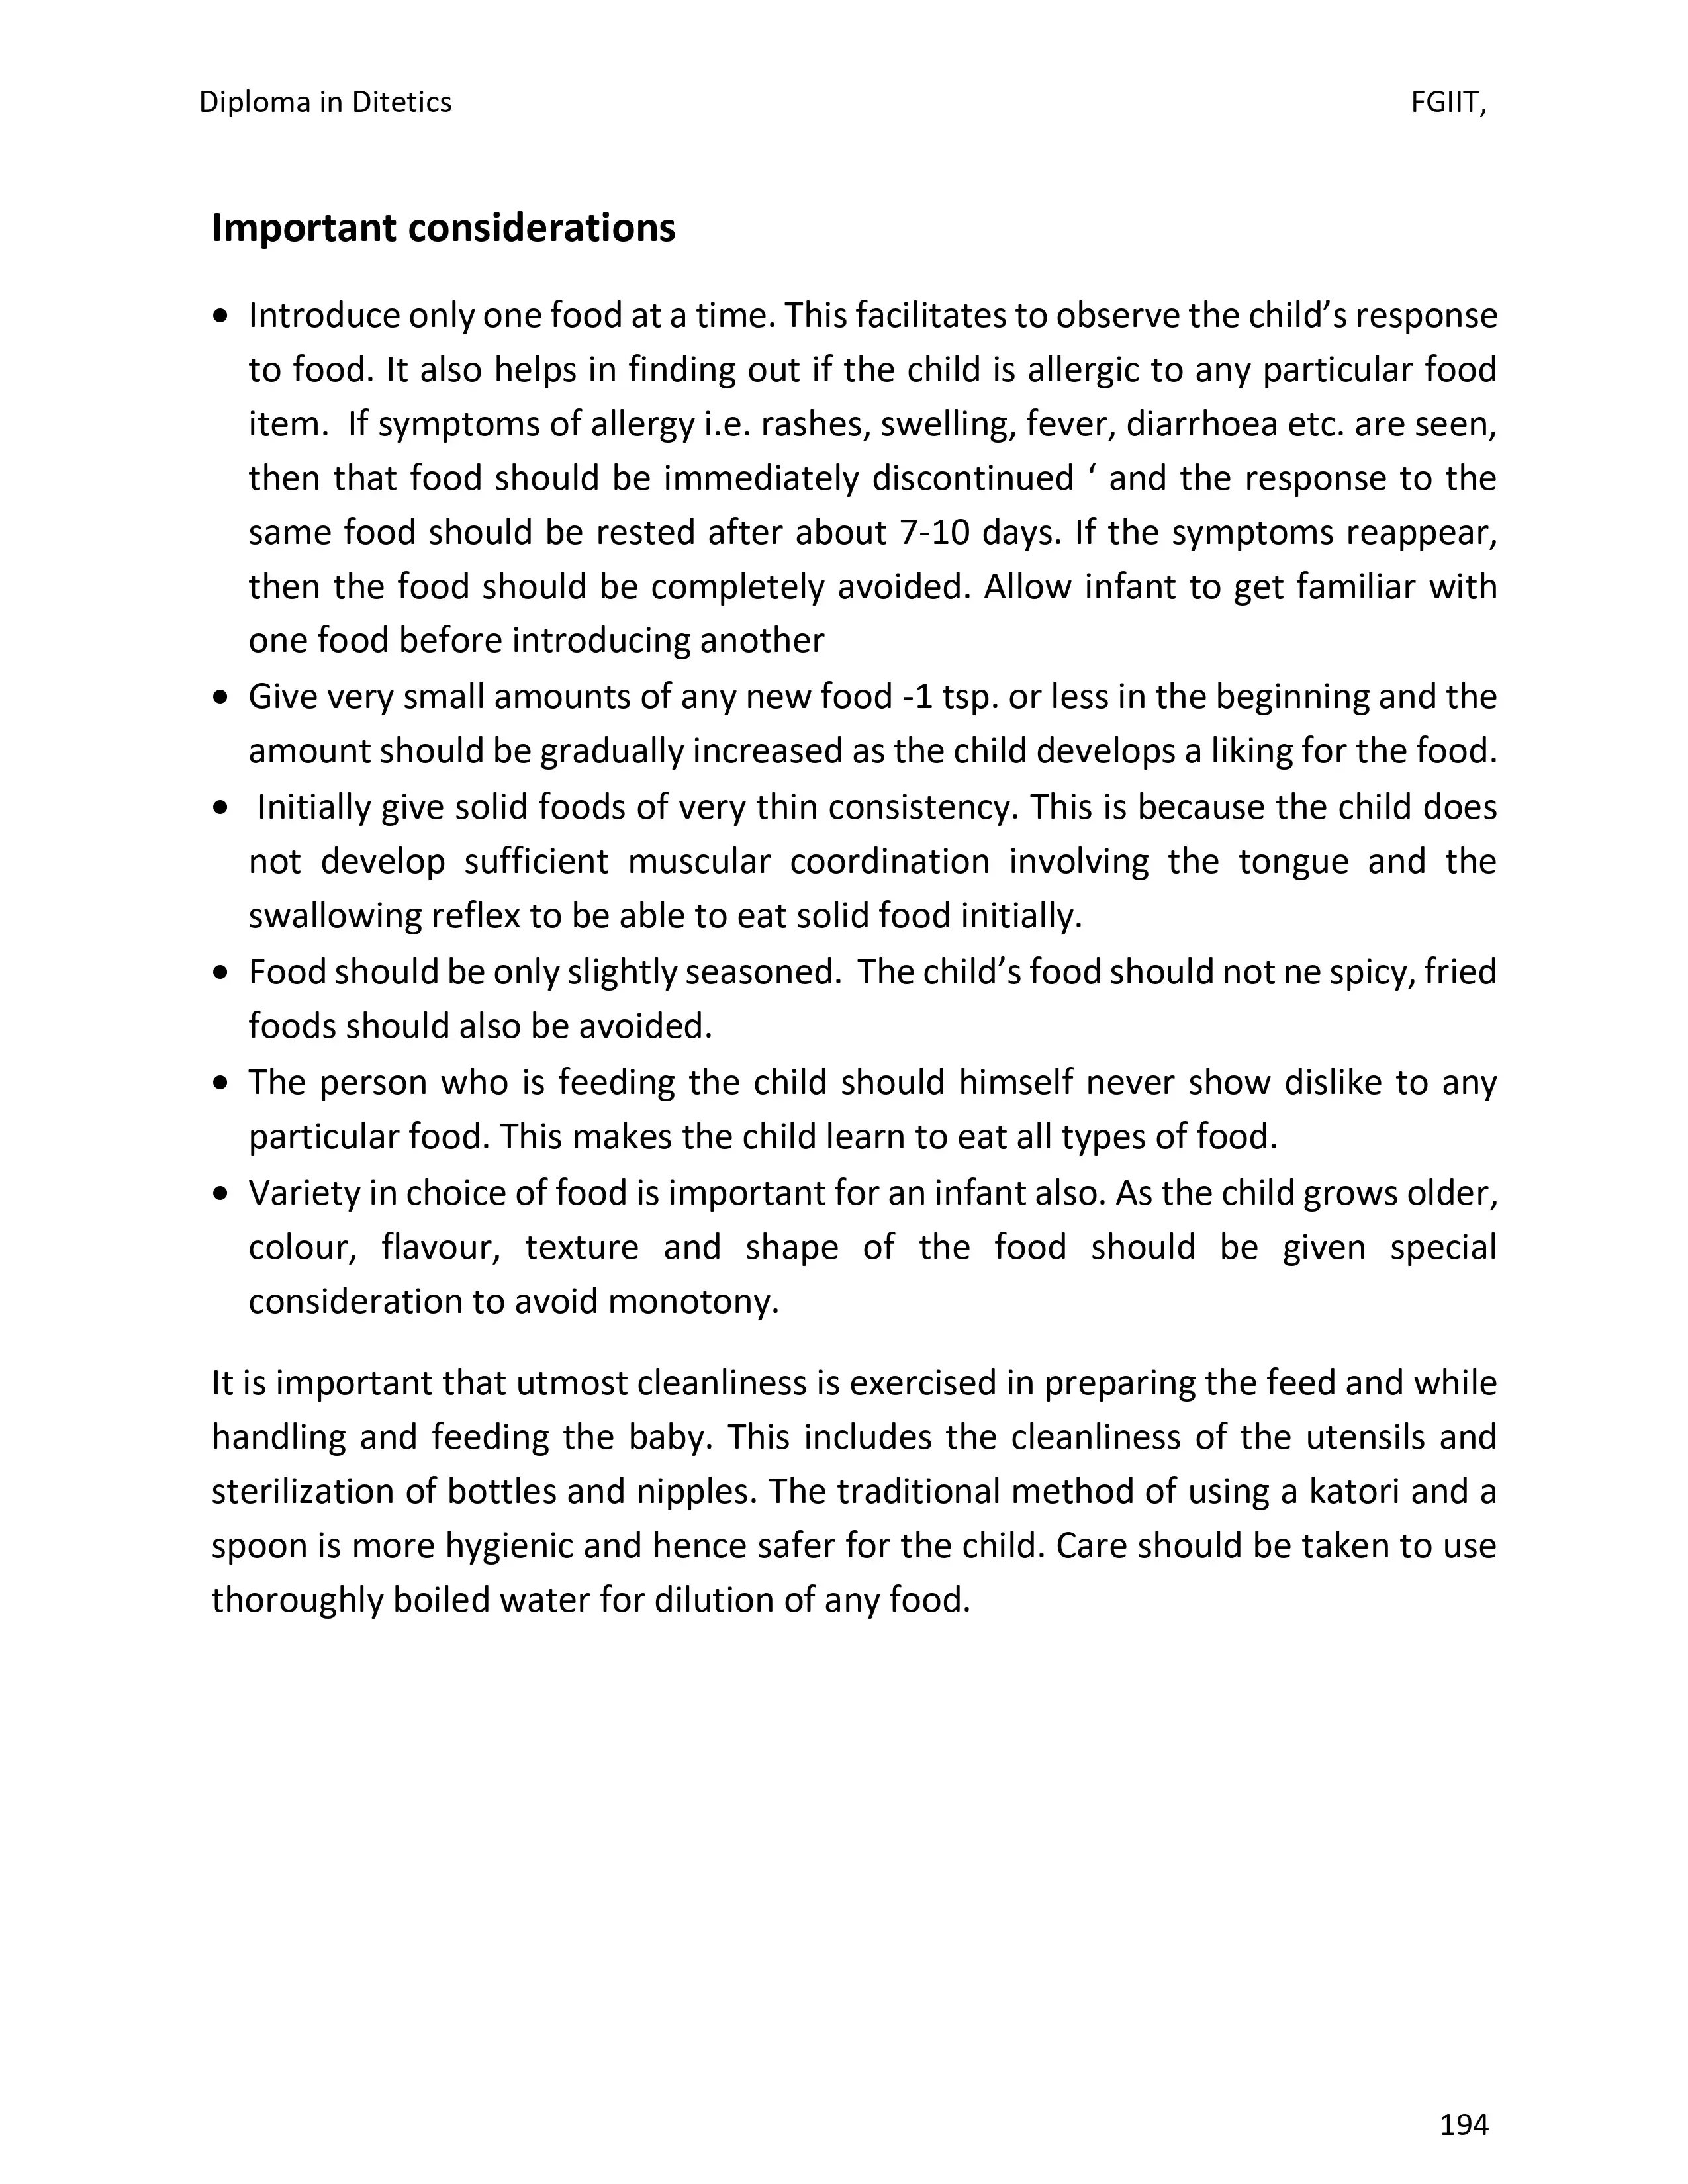 Diploma in Ditetics FGIIT,
Important considerations
• Introduce only one food at a time. This facilitates to observe the child’s response
to food. It also helps in finding out if the child is allergic to any particular food
item.  If symptoms of allergy i.e. rashes, swelling, fever, diarrhoea etc. are seen,
then that food should be immediately discontinued ‘ and the response to the
same food should be rested after about 7-10 days. If the symptoms reappear,
then the food should be completely avoided. Allow infant to get familiar with
one food before introducing another
• Give very small amounts of any new food -1 tsp. or less in the beginning and the
amount should be gradually increased as the child develops a liking for the food.
•  Initially give solid foods of very thin consistency. This is because the child does
not develop sufficient muscular coordination involving the tongue and the
swallowing reflex to be able to eat solid food initially.
• Food should be only slightly seasoned.  The child’s food should not ne spicy, fried
foods should also be avoided.
• The person who is feeding the child should himself never show dislike to any
particular food. This makes the child learn to eat all types of food.
• Variety in choice of food is important for an infant also. As the child grows older,
colour, flavour, texture and shape of the food should be given special
consideration to avoid monotony.
It is important that utmost cleanliness is exercised in preparing the feed and while
handling and feeding the baby. This includes the cleanliness of the utensils and
sterilization of bottles and nipples. The traditional method of using a katori and a
spoon is more hygienic and hence safer for the child. Care should be taken to use
thoroughly boiled water for dilution of any food.
194